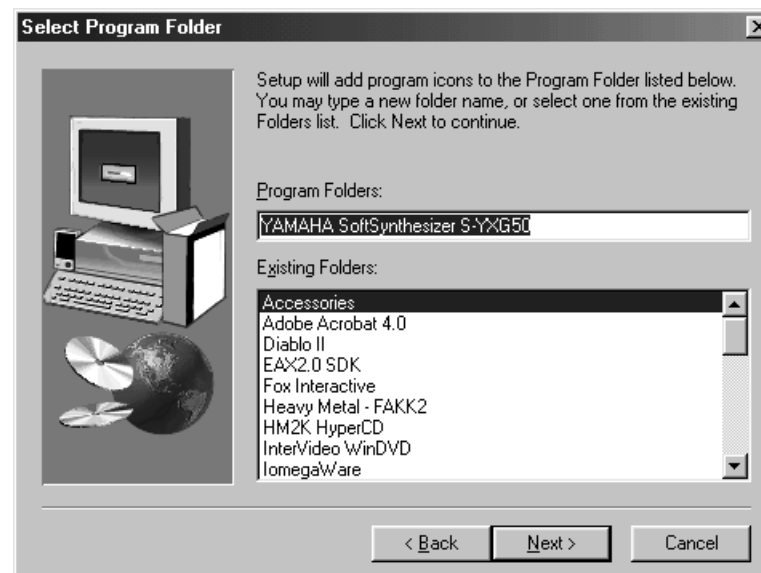 Select Program Folder
Setup will add program icons to the Program Folder listed below.
You may type a new folder name, or select one from the existing
Folders list.  Click Next to continue.
Program Folders:
YAMAHA SoftSynthesizer S-YXG50
Existing Folders:
Accessories
Adobe Acrobat 4.0
Diablo II
EAX2.0 SDK
Fox Interactive
Heavy Metal - FAKK2
HM2K HyperCD
InterVideo WinDVD
IomegaWare
< Back
Next >
Cancel